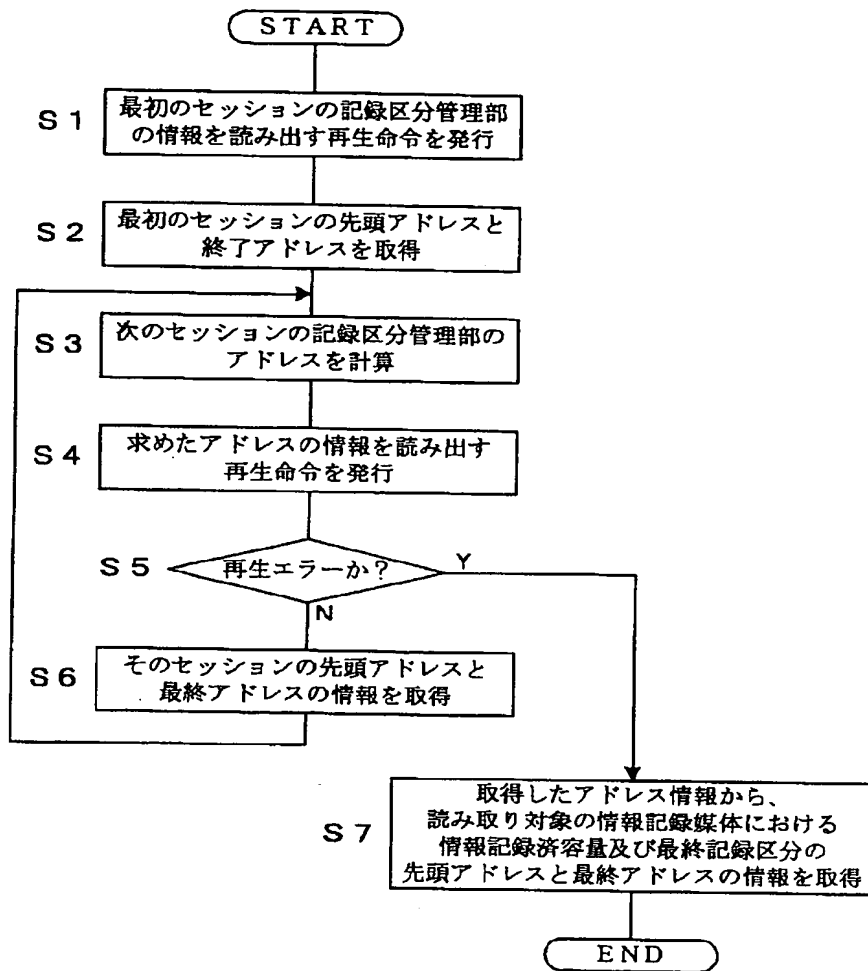 START
S1
最初のセッションの記録区分管理部
の情報を読み出す再生命令を発行
S2
最初のセッションの先頭アドレスと
終了アドレスを取得
S3
次のセッションの記録区分管理部の
アドレスを計算
S4
求めたアドレスの情報を読み出す
再生命令を発行
S5
再生エラーか?
Y
N
S6
そのセッションの先頭アドレスと
最終アドレスの情報を取得
S7
取得したアドレス情報から、
読み取り対象の情報記録媒体における
情報記録済容量及び最終記録区分の
先頭アドレスと最終アドレスの情報を取得
END